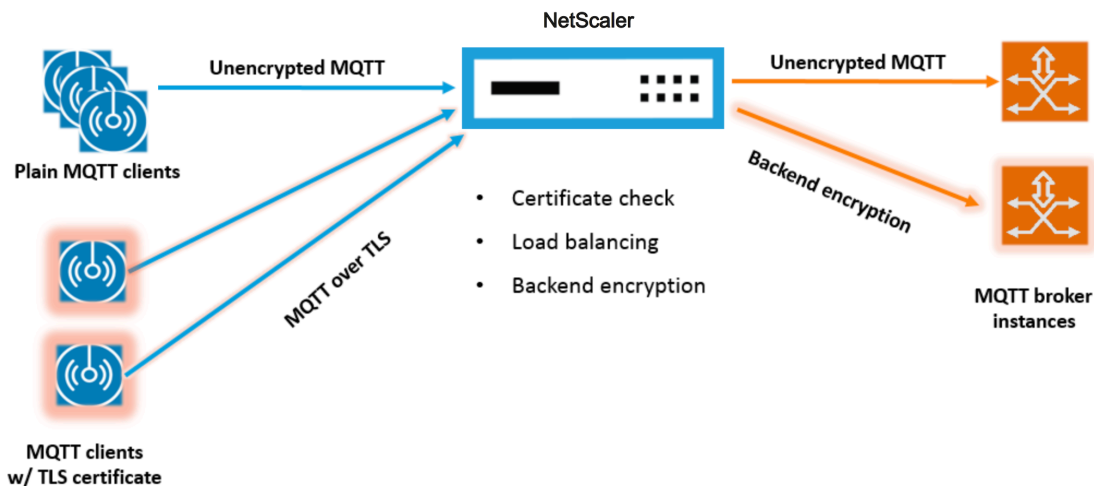 NetScaler
Unencrypted MQTT
Unencrypted MQTT
Plain MQTT clients
Backend encryption
MQTT over TLS
• Certificate check
• Load balancing
• Backend encryption
MQTT broker
instances
MQTT clients
w/ TLS certificate